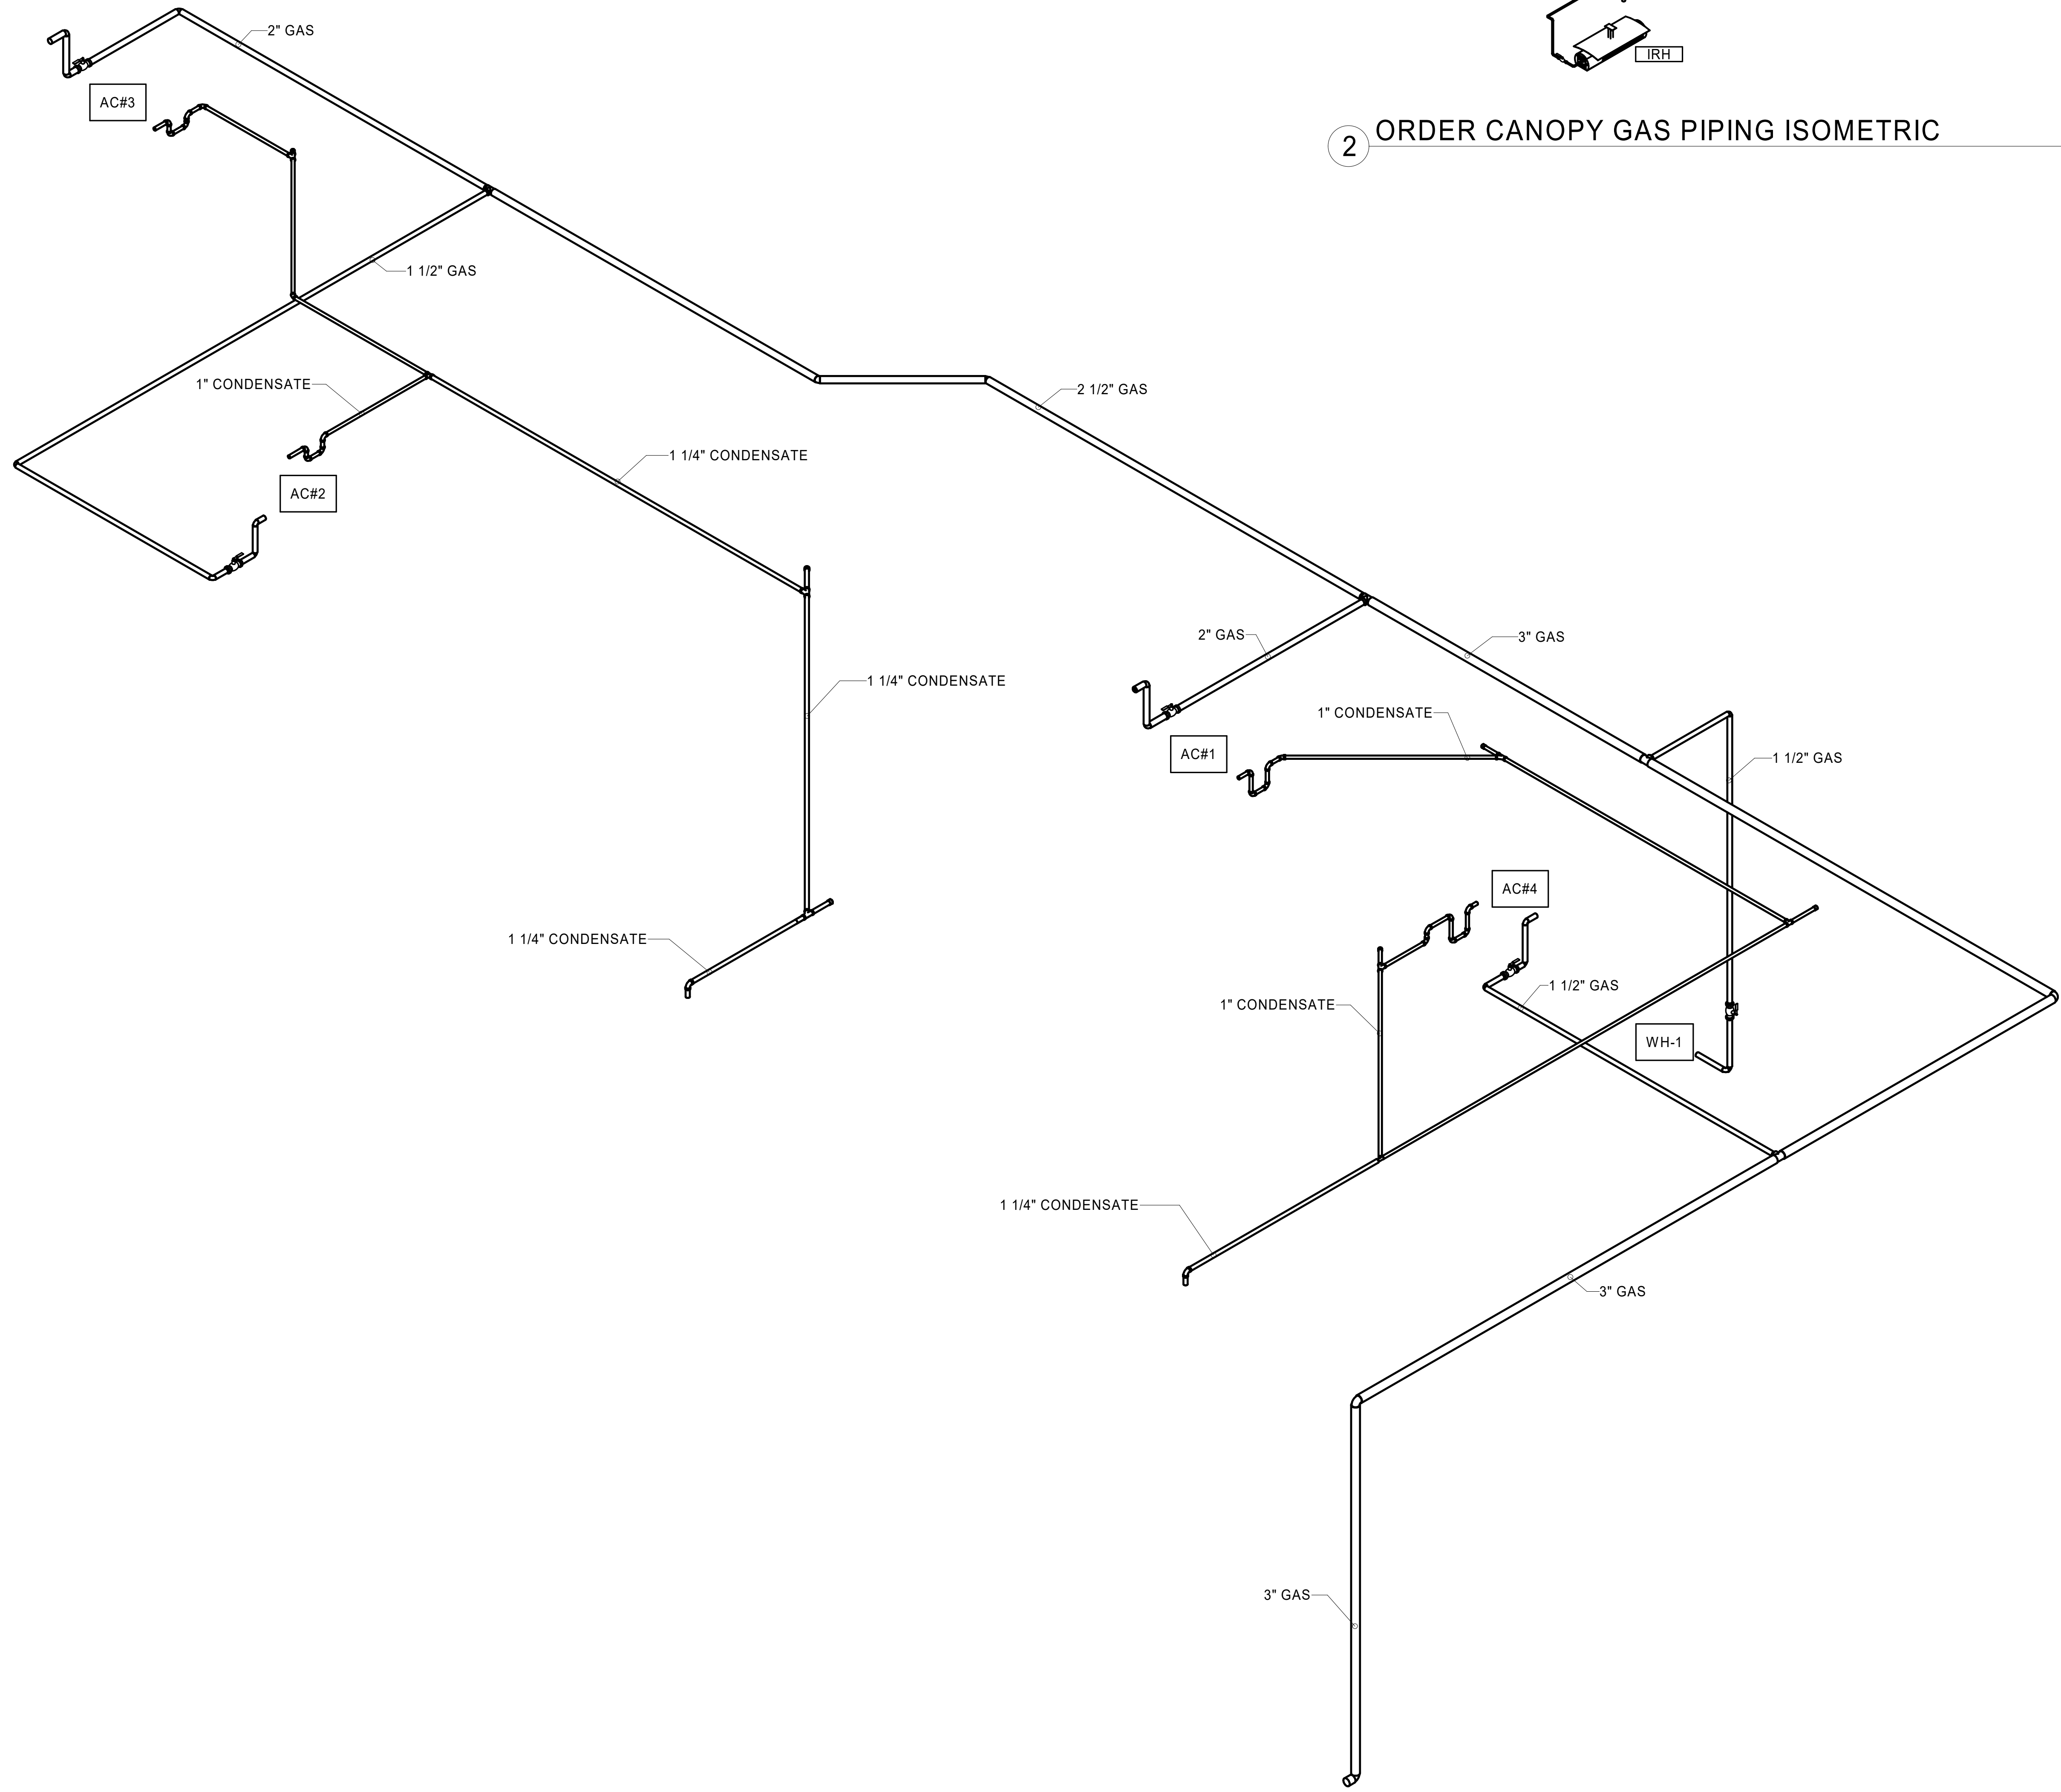 2" GAS
IRH
AC#3
2
ORDER CANOPY GAS PIPING ISOMETRIC
1 1/2" GAS
1" CONDENSATE
2 1/2" GAS
1 1/4" CONDENSATE
AC#2
2" GAS
3" GAS
1 1/4" CONDENSATE
1" CONDENSATE
AC#1
1 1/2" GAS
AC#4
1 1/4" CONDENSATE
1 1/2" GAS
1" CONDENSATE
WH-1
1 1/4" CONDENSATE
3" GAS
3" GAS